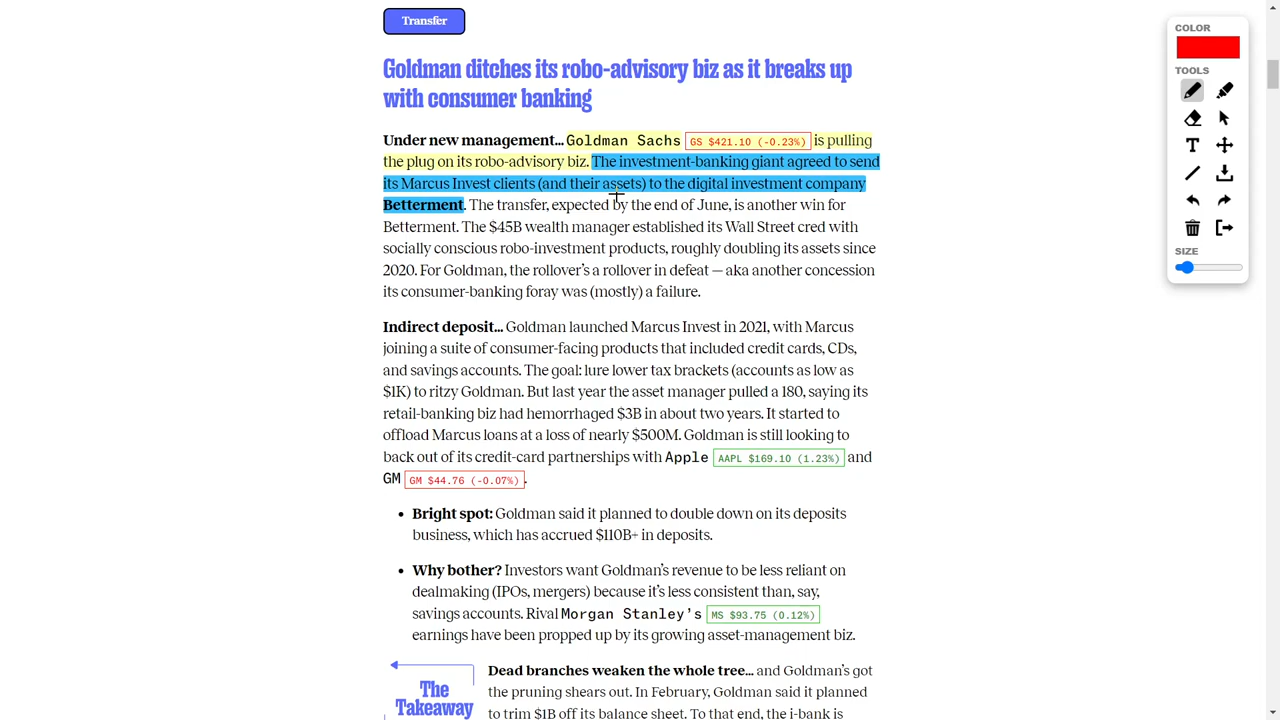 Transfer
Goldman ditches its robo-advisory biz as it breaks up
with consumer banking
Under new management... Goldman Sachs GS $421.10 (-0.23%) is pulling
the plug on its robo-advisory biz. The investment-banking giant agreed to send
its Marcus Invest clients (and their assets) to the digital investment company
Betterment. The transfer, expected by the end of June, is another win for
Betterment. The $45B wealth manager established its Wall Street cred with
socially conscious robo-investment products, roughly doubling its assets since
2020. For Goldman, the rollover’s a rollover in defeat — aka another concession
its consumer-banking foray was (mostly) a failure.
Indirect deposit... Goldman launched Marcus Invest in 2021, with Marcus
joining a suite of consumer-facing products that included credit cards, CDs,
and savings accounts. The goal: lure lower tax brackets (accounts as low as
$1K) to ritzy Goldman. But last year the asset manager pulled a 180, saying its
retail-banking biz had hemorrhaged $3B in about two years. It started to
offload Marcus loans at a loss of nearly $500M. Goldman is still looking to
back out of its credit-card partnerships with Apple AAPL $169.10 (1.23%) and
GM GM $44.76 (-0.07%).
• Bright spot: Goldman said it planned to double down on its deposits
business, which has accrued $110B+ in deposits.
• Why bother? Investors want Goldman’s revenue to be less reliant on
dealmaking (IPOs, mergers) because it’s less consistent than, say,
savings accounts. Rival Morgan Stanley’s MS $93.75 (0.12%)
earnings have been propped up by its growing asset-management biz.
The
Takeaway
Dead branches weaken the whole tree... and Goldman’s got
the pruning shears out. In February, Goldman said it planned
to trim $1B off its balance sheet. To that end, the i-bank is
COLOR
TOOLS
T
SIZE